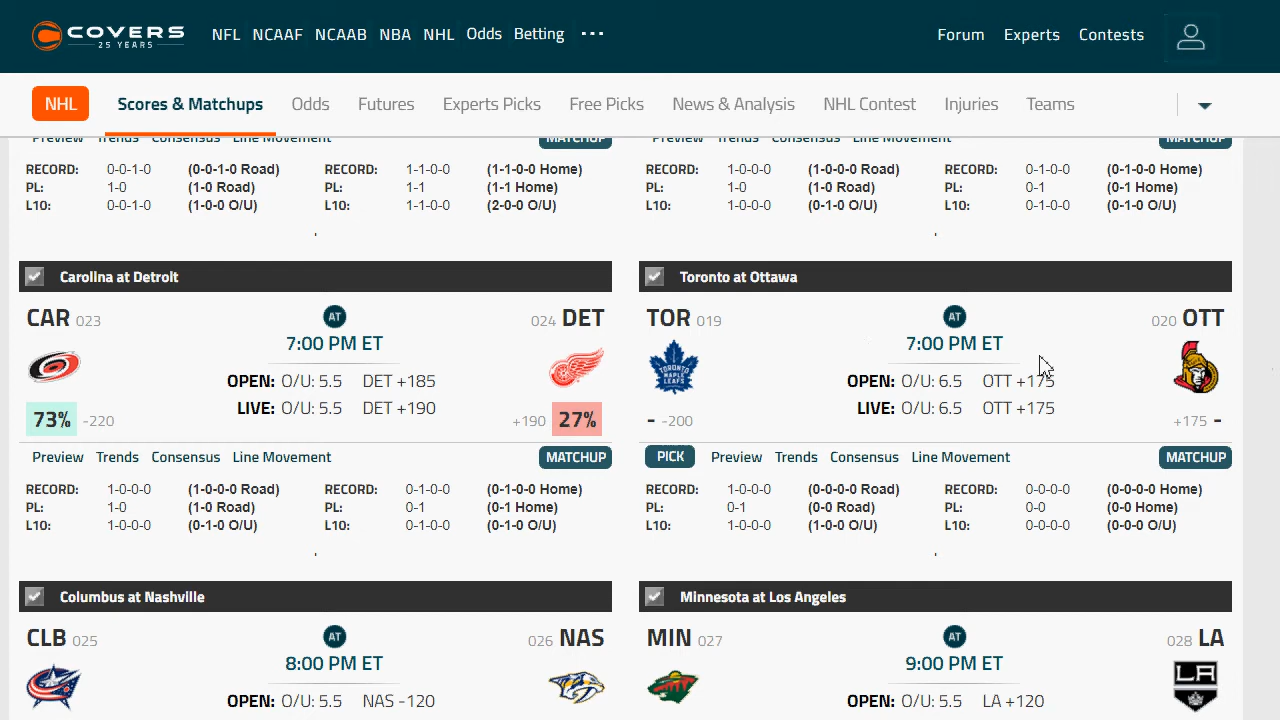 COVERS
25 YEARS
NFL NCAAF NCAAB NBA NHL Odds Betting ...
Forum Experts Contests
NHL Scores & Matchups Odds Futures Experts Picks Free Picks News & Analysis NHL Contest Injuries Teams
Preview Trends Consensus Line Movement MATCHUP
RECORD: 0-0-1-0 (0-0-1-0 Road) RECORD: 1-1-0-0 (1-1-0-0 Home)
PL: 1-0 (1-0 Road) PL: 1-1 (1-1 Home)
L10: 0-0-1-0 (1-0-0 O/U) L10: 1-1-0-0 (2-0-0 O/U)
Preview Trends Consensus Line Movement MATCHUP
RECORD: 1-0-0-0 (1-0-0-0 Road) RECORD: 0-1-0-0 (0-1-0-0 Home)
PL: 1-0 (1-0 Road) PL: 0-1 (0-1 Home)
L10: 1-0-0-0 (0-1-0 O/U) L10: 0-1-0-0 (0-1-0 O/U)
Carolina at Detroit
CAR 023 AT 024 DET
7:00 PM ET
OPEN: O/U: 5.5 DET +185
LIVE: O/U: 5.5 DET +190
73% -220 +190 27%
Preview Trends Consensus Line Movement MATCHUP
RECORD: 1-0-0-0 (1-0-0-0 Road) RECORD: 0-1-0-0 (0-1-0-0 Home)
PL: 1-0 (1-0 Road) PL: 0-1 (0-1 Home)
L10: 1-0-0-0 (0-1-0 O/U) L10: 0-1-0-0 (0-1-0 O/U)
Toronto at Ottawa
TOR 019 AT 020 OTT
7:00 PM ET
TORONTO MAPLE LEAFS
OPEN: O/U: 6.5 OTT +175
LIVE: O/U: 6.5 OTT +175
- -200 +175 -
PICK Preview Trends Consensus Line Movement MATCHUP
RECORD: 1-0-0-0 (0-0-0-0 Road) RECORD: 0-0-0-0 (0-0-0-0 Home)
PL: 0-1 (0-0 Road) PL: 0-0 (0-0 Home)
L10: 1-0-0-0 (1-0-0 O/U) L10: 0-0-0-0 (0-0-0 O/U)
Columbus at Nashville
CLB 025 AT 026 NAS
8:00 PM ET
OPEN: O/U: 5.5 NAS -120
Minnesota at Los Angeles
MIN 027 AT 028 LA
9:00 PM ET
LA
OPEN: O/U: 5.5 LA +120